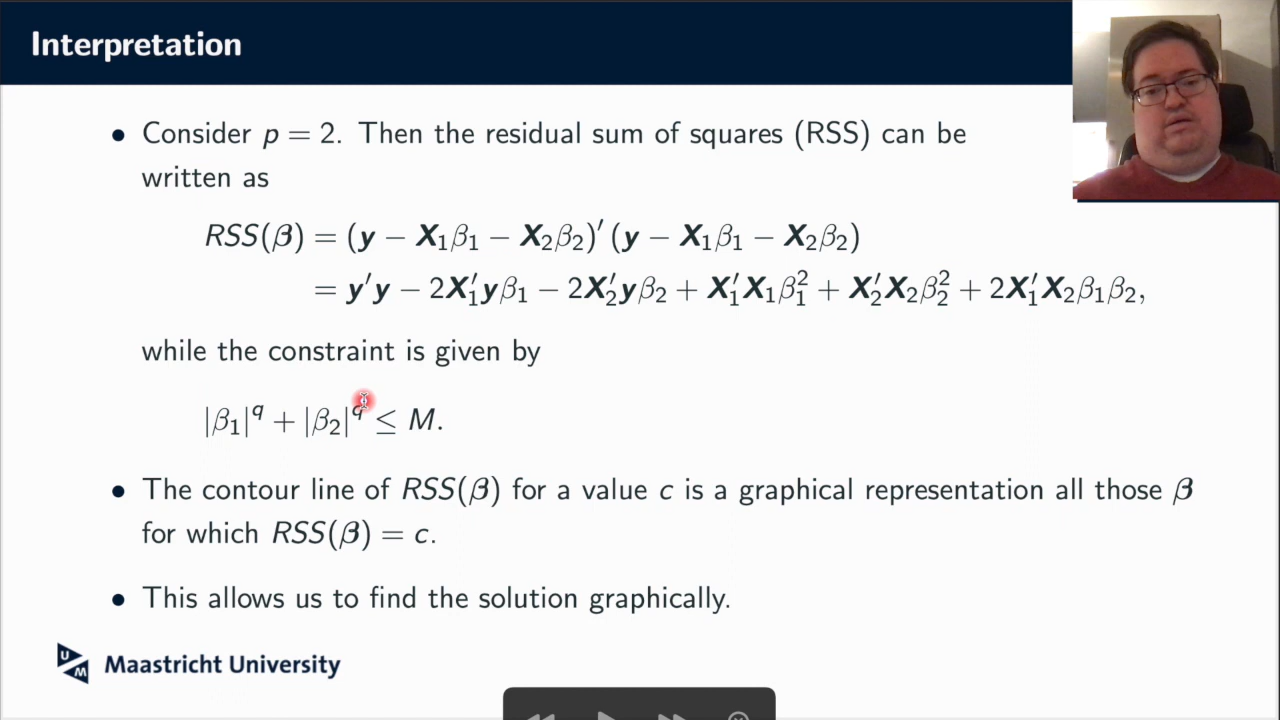 Interpretation
• Consider p = 2. Then the residual sum of squares (RSS) can be
written as
RSS(β) = (y − X₁β₁ − X₂β₂)′ (y − X₁β₁ − X₂β₂)
= y′y − 2X₁′yβ₁ − 2X₂′yβ₂ + X₁′X₁β₁² + X₂′X₂β₂² + 2X₁′X₂β₁β₂,
while the constraint is given by
|β₁|^q + |β₂|^q ≤ M.
• The contour line of RSS(β) for a value c is a graphical representation all those β
for which RSS(β) = c.
• This allows us to find the solution graphically.
UM Maastricht University